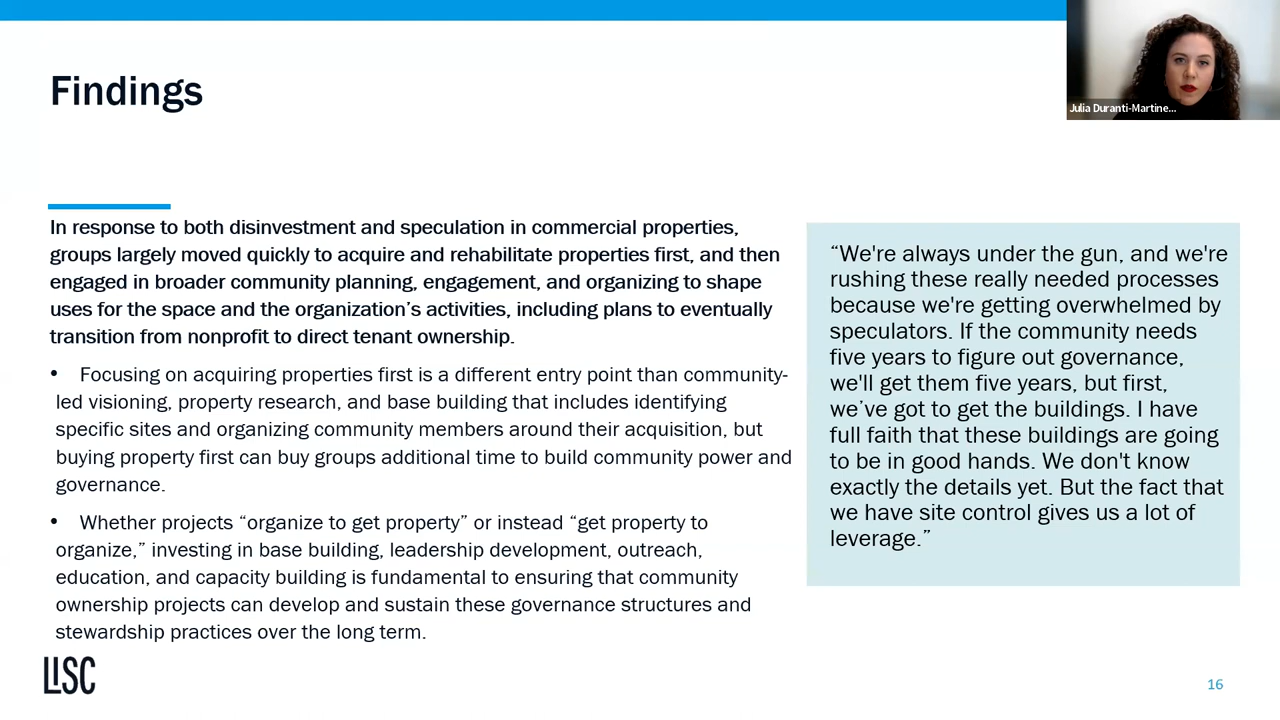 Julia Duranti-Martine...
Findings
In response to both disinvestment and speculation in commercial properties,
groups largely moved quickly to acquire and rehabilitate properties first, and then
engaged in broader community planning, engagement, and organizing to shape
uses for the space and the organization’s activities, including plans to eventually
transition from nonprofit to direct tenant ownership.
• Focusing on acquiring properties first is a different entry point than community-
led visioning, property research, and base building that includes identifying
specific sites and organizing community members around their acquisition, but
buying property first can buy groups additional time to build community power and
governance.
• Whether projects “organize to get property” or instead “get property to
organize,” investing in base building, leadership development, outreach,
education, and capacity building is fundamental to ensuring that community
ownership projects can develop and sustain these governance structures and
stewardship practices over the long term.
“We're always under the gun, and we're
rushing these really needed processes
because we're getting overwhelmed by
speculators. If the community needs
five years to figure out governance,
we'll get them five years, but first,
we’ve got to get the buildings. I have
full faith that these buildings are going
to be in good hands. We don't know
exactly the details yet. But the fact that
we have site control gives us a lot of
leverage.”
LISC
16